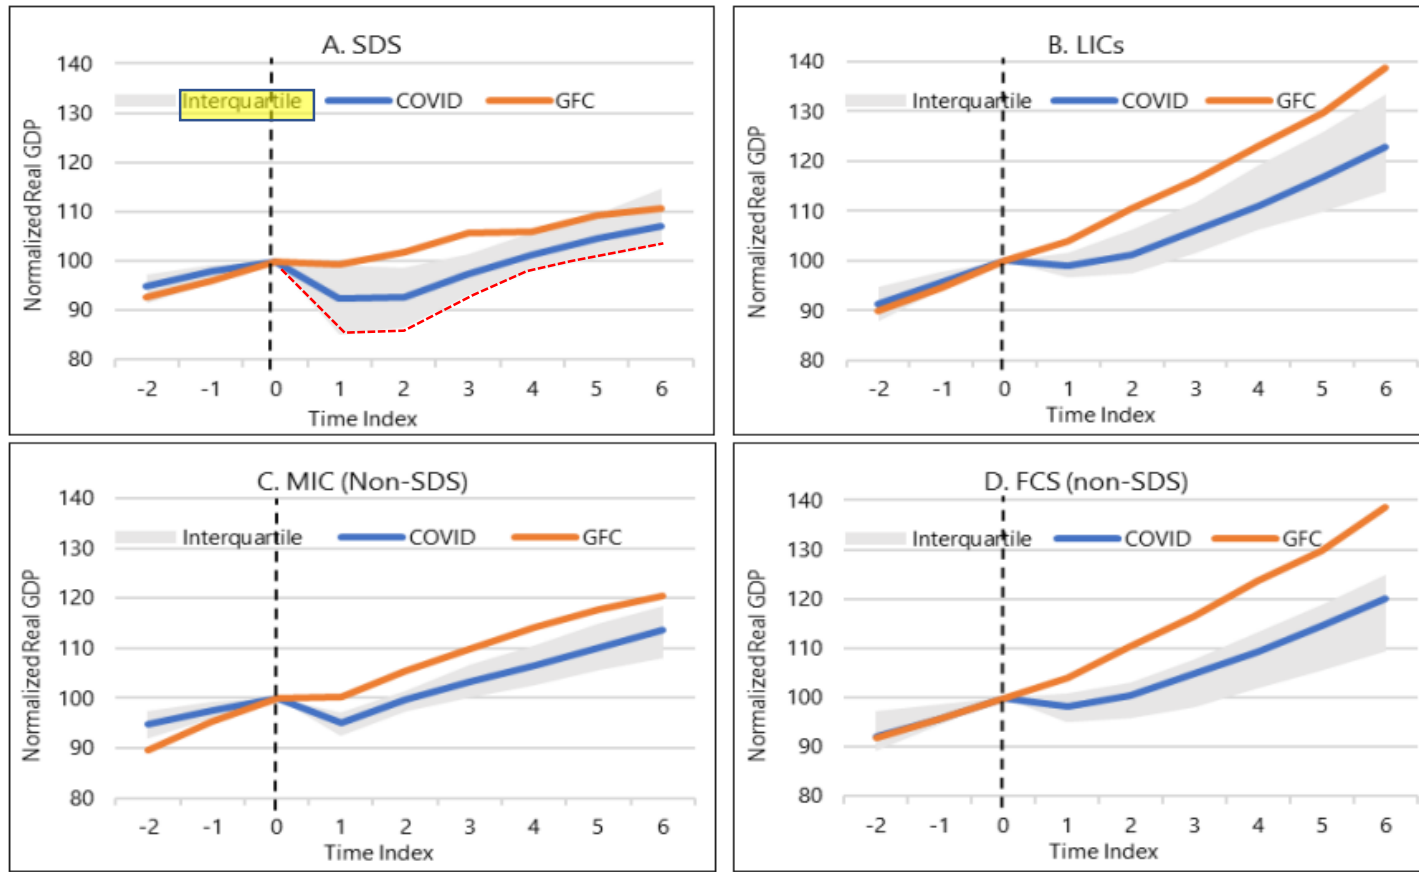 A. SDS
140
130
120
110
100
90
80
Normalized Real GDP
Interquartile COVID GFC
-2 -1 0 1 2 3 4 5 6
Time Index
B. LICs
140
130
120
110
100
90
80
Normalized Real GDP
Interquartile COVID GFC
-2 -1 0 1 2 3 4 5 6
Time Index
C. MIC (Non-SDS)
140
130
120
110
100
90
80
Normalized Real GDP
Interquartile COVID GFC
-2 -1 0 1 2 3 4 5 6
Time Index
D. FCS (non-SDS)
140
130
120
110
100
90
80
Normalized Real GDP
Interquartile COVID GFC
-2 -1 0 1 2 3 4 5 6
Time Index